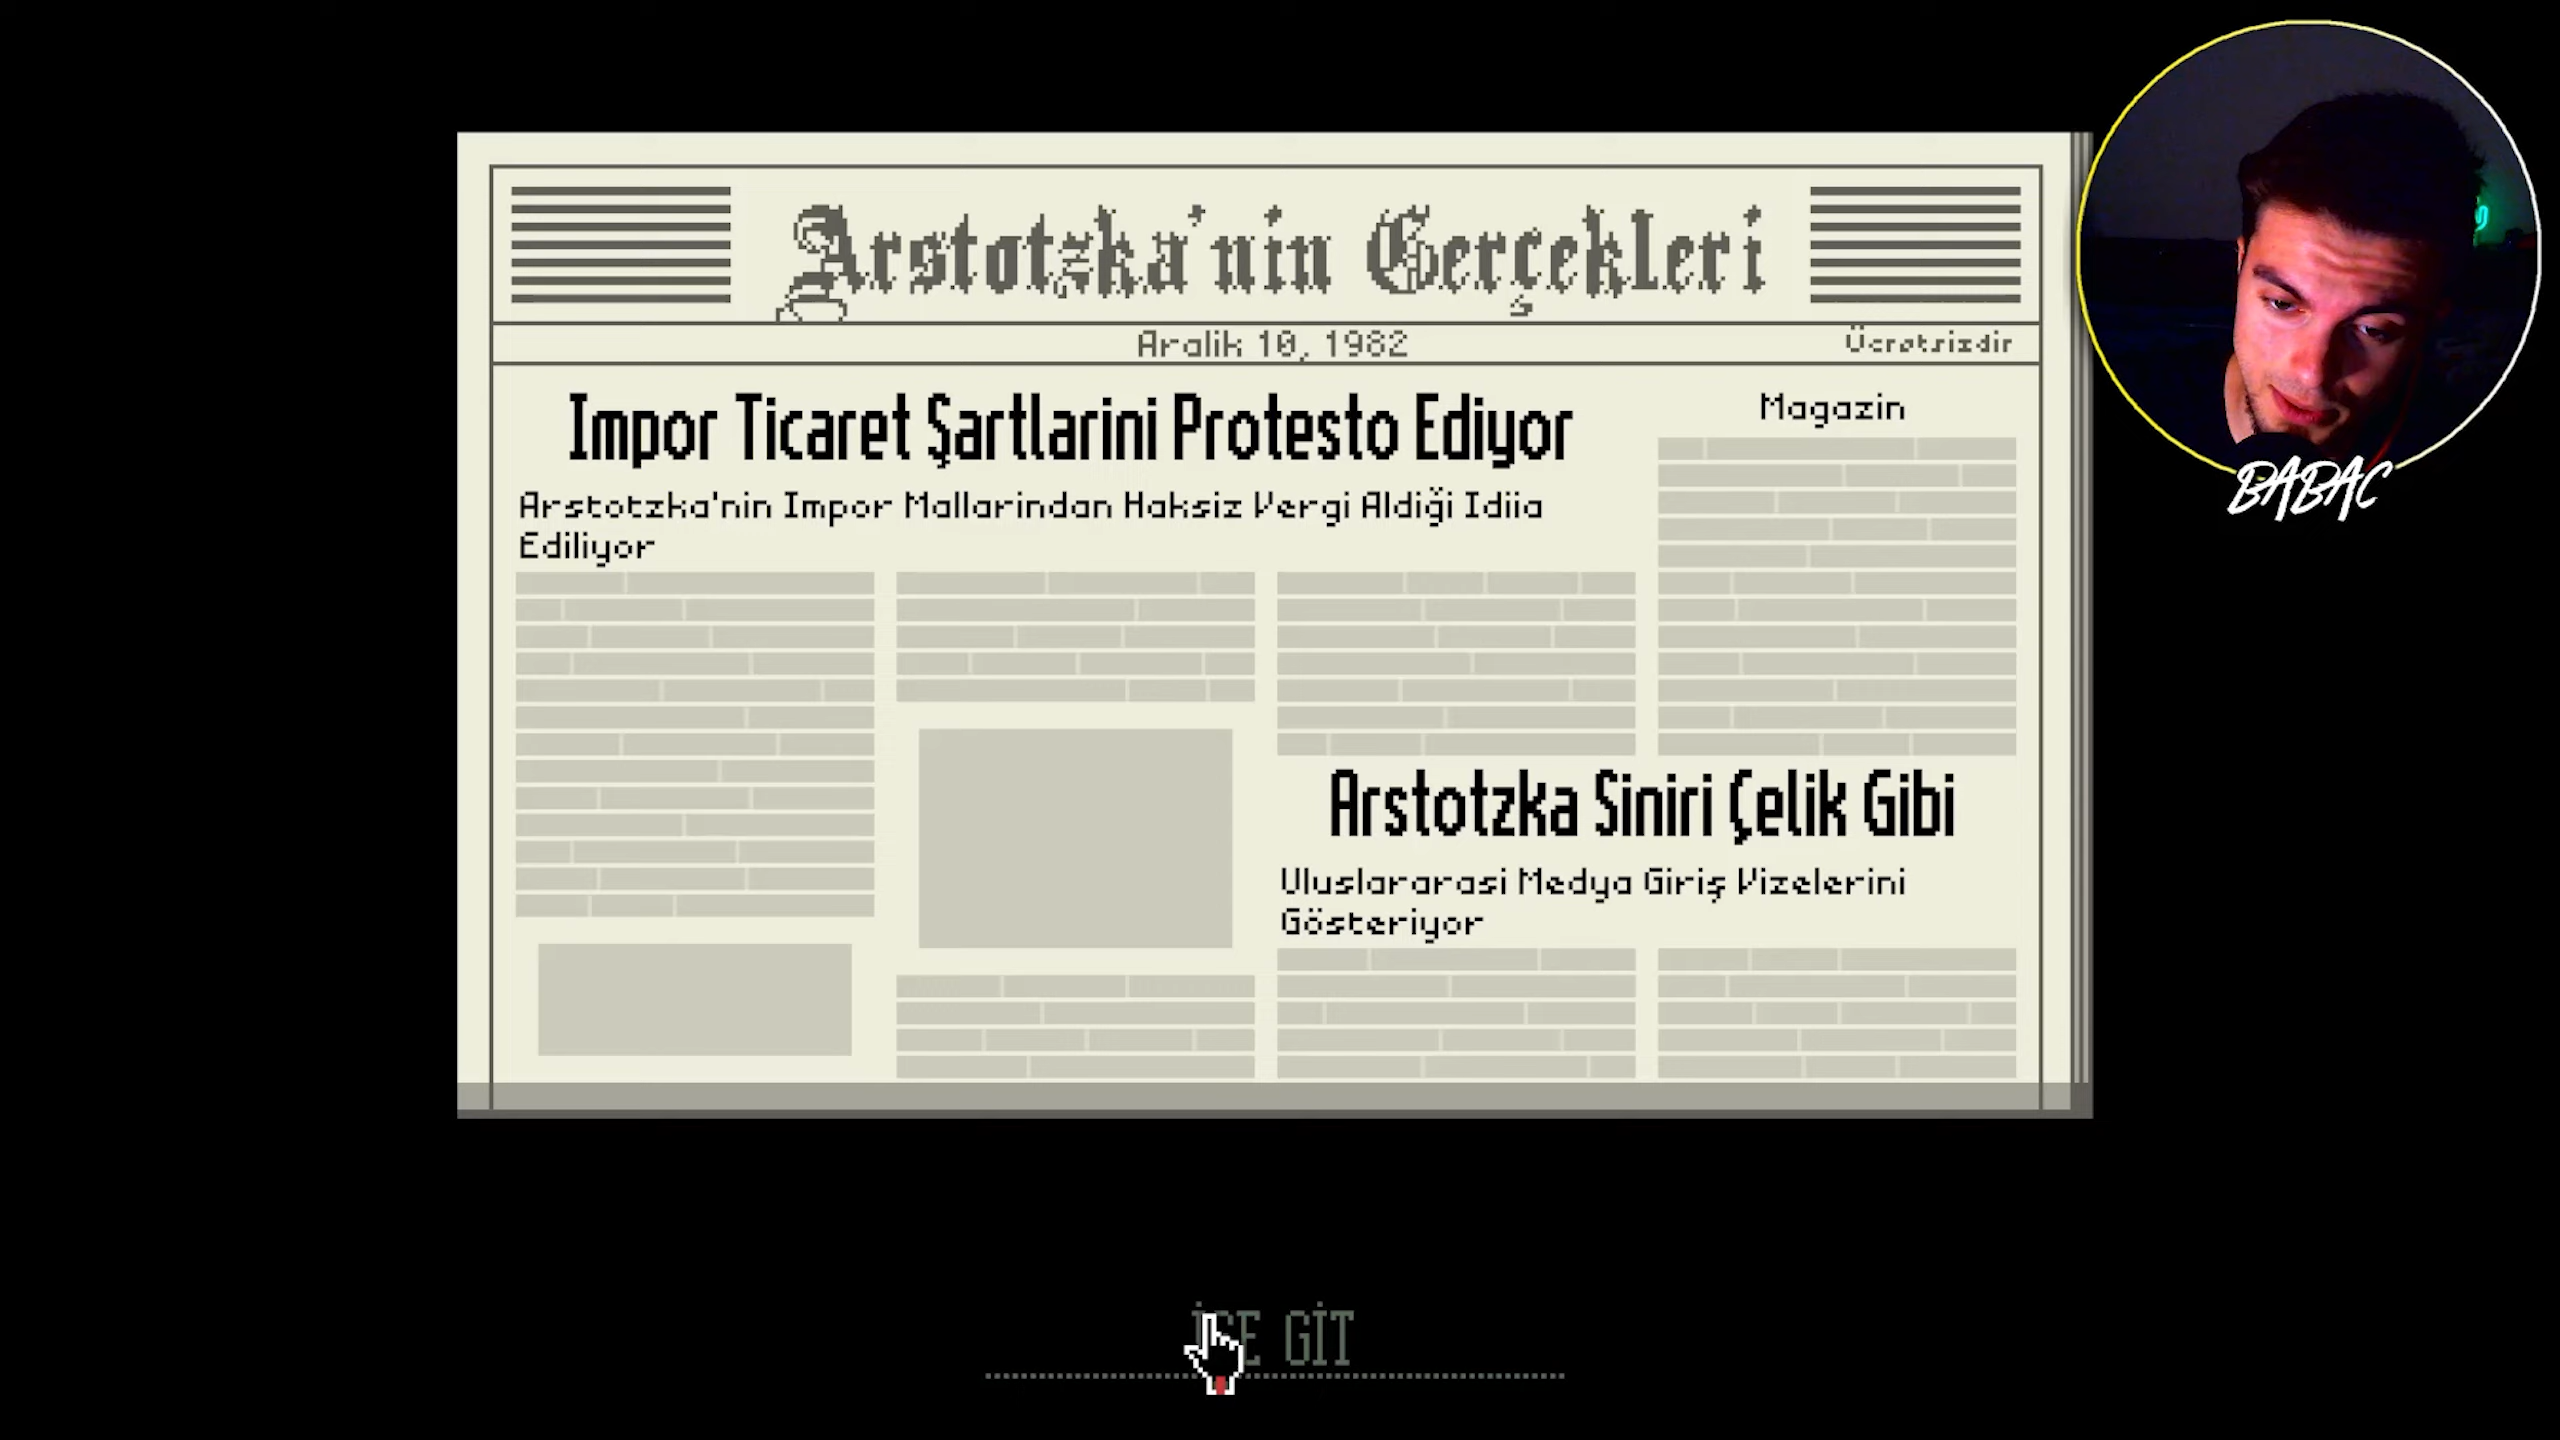 Arstotzka'nin Gerçekleri
Aralik 10, 1982
Ücretsizdir
Impor Ticaret Şartlarini Protesto Ediyor
Arstotzka'nin Impor Mallarindan Haksiz Vergi Aldiği Idiia
Ediliyor
Magazin
Arstotzka Siniri Çelik Gibi
Uluslararasi Medya Giriş Vizelerini
Gösteriyor
GİT
BABAC